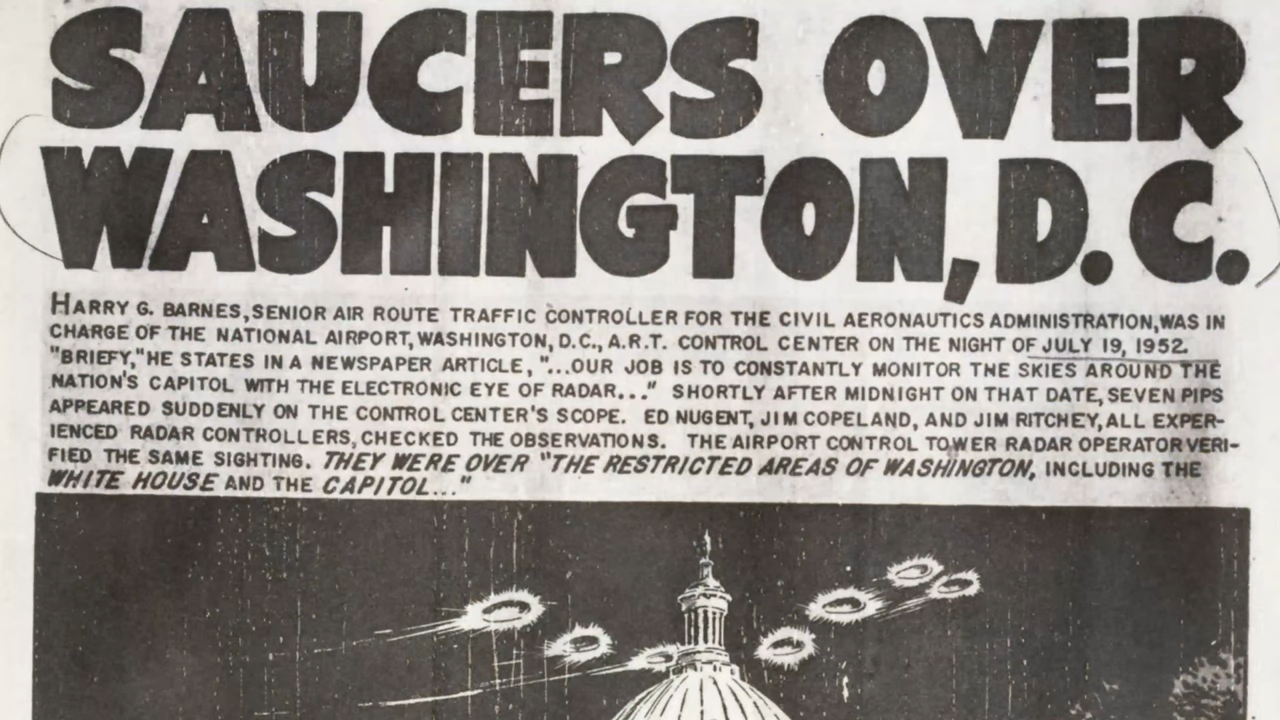 SAUCERS OVER
WASHINGTON, D.C.
HARRY G. BARNES, SENIOR AIR ROUTE TRAFFIC CONTROLLER FOR THE CIVIL AERONAUTICS ADMINISTRATION, WAS IN
CHARGE OF THE NATIONAL AIRPORT, WASHINGTON, D.C., A.R.T. CONTROL CENTER ON THE NIGHT OF JULY 19, 1952.
"BRIEFY," HE STATES IN A NEWSPAPER ARTICLE, "...OUR JOB IS TO CONSTANTLY MONITOR THE SKIES AROUND THE
NATION'S CAPITOL WITH THE ELECTRONIC EYE OF RADAR..." SHORTLY AFTER MIDNIGHT ON THAT DATE, SEVEN PIPS
APPEARED SUDDENLY ON THE CONTROL CENTER'S SCOPE. ED NUGENT, JIM COPELAND, AND JIM RITCHEY, ALL EXPER-
IENCED RADAR CONTROLLERS, CHECKED THE OBSERVATIONS. THE AIRPORT CONTROL TOWER RADAR OPERATOR VERI-
FIED THE SAME SIGHTING. THEY WERE OVER "THE RESTRICTED AREAS OF WASHINGTON, INCLUDING THE
WHITE HOUSE AND THE CAPITOL..."